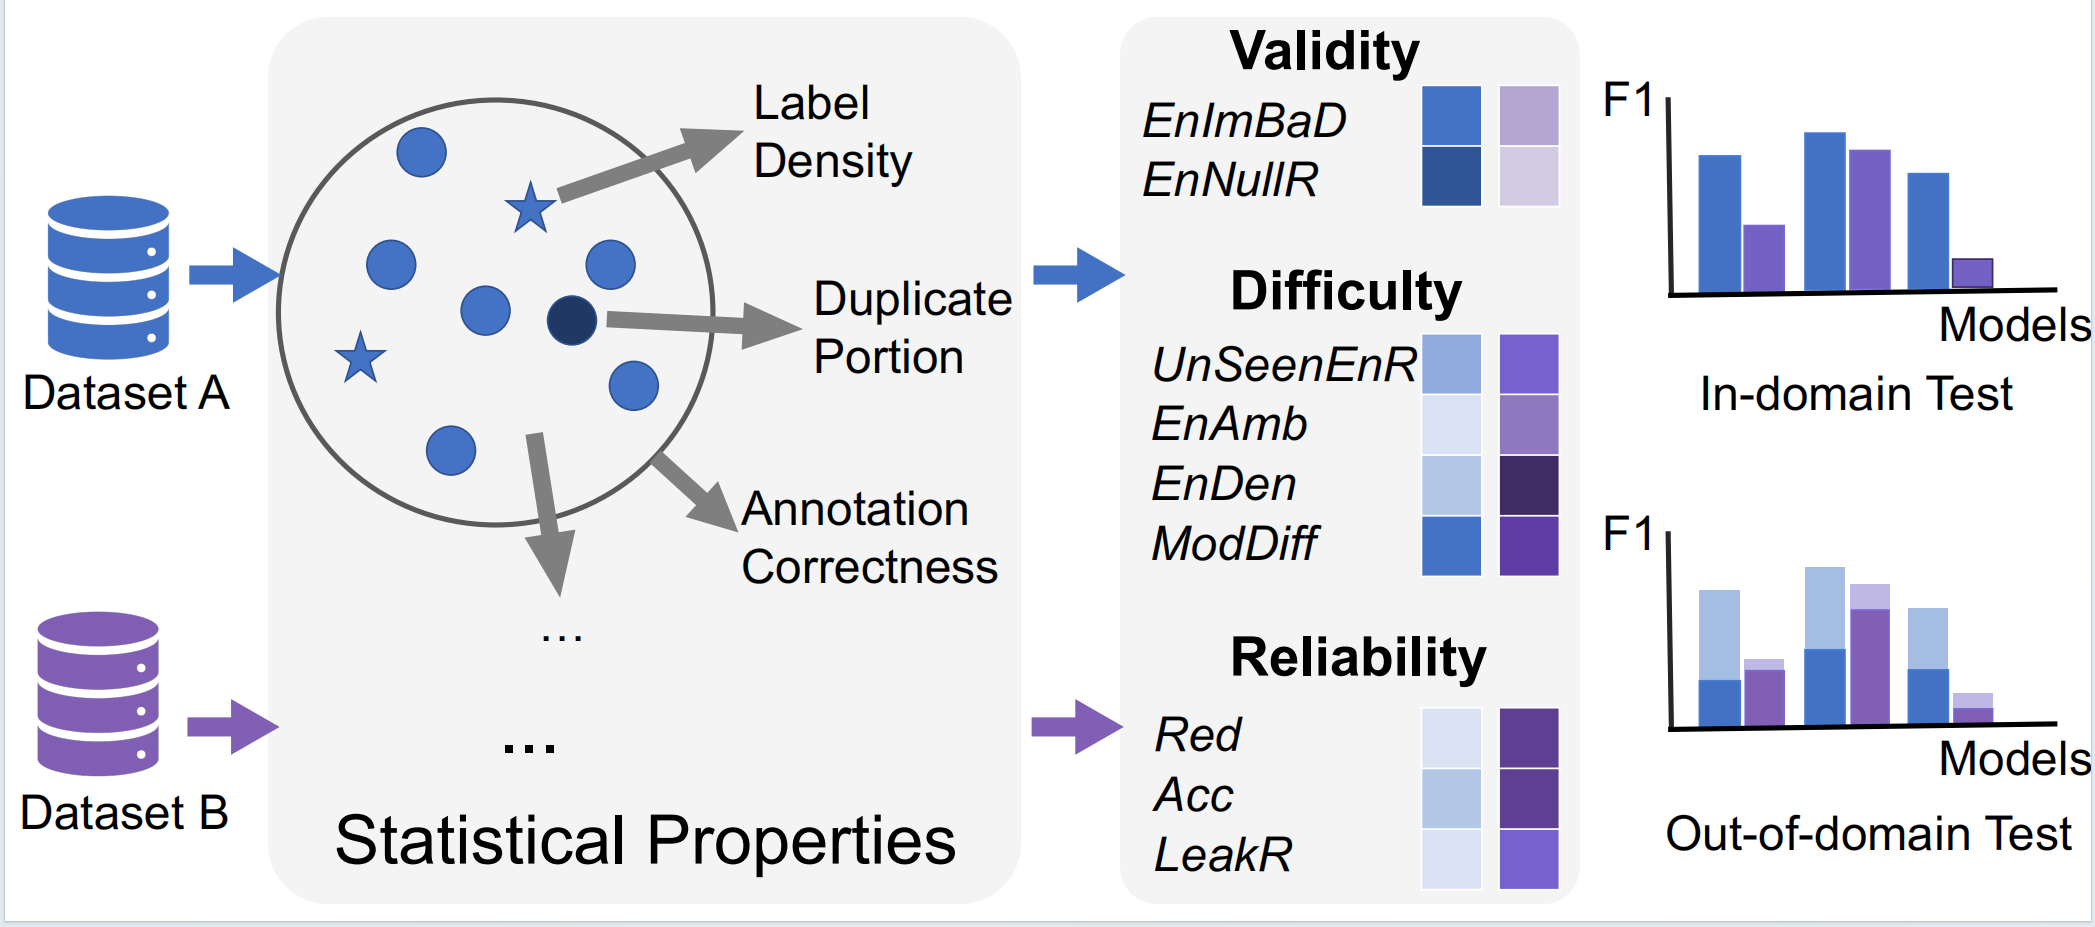 Dataset A
Dataset B
Label
Density
Duplicate
Portion
Annotation
Correctness
...
...
Statistical Properties
Validity
EnImBaD
EnNullR
Difficulty
UnSeenEnR
EnAmb
EnDen
ModDiff
Reliability
Red
Acc
LeakR
F1
Models
In-domain Test
F1
Models
Out-of-domain Test